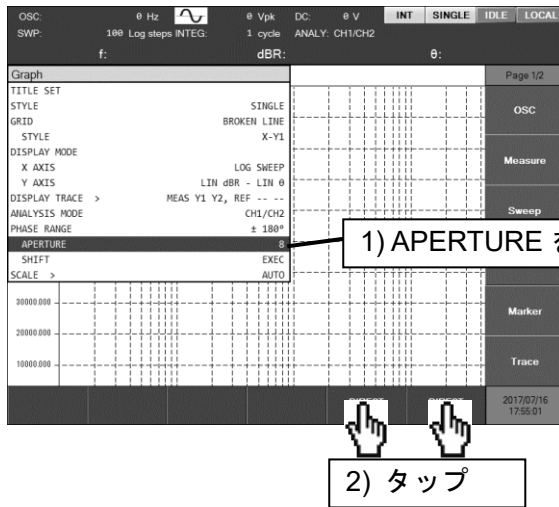 OSC: 0 Hz 0 Vpk DC: 0 V INT SINGLE IDLE LOCAL
SWP: 100 Log steps INTEG: 1 cycle ANALY: CH1/CH2
f: dBR: θ:
Graph
TITLE SET
STYLE SINGLE
GRID BROKEN LINE
STYLE X-Y1
DISPLAY MODE
X AXIS LOG SWEEP
Y AXIS LIN dBR - LIN θ
DISPLAY TRACE > MEAS Y1 Y2, REF -- --
ANALYSIS MODE CH1/CH2
PHASE RANGE ± 180°
APERTURE 8
SHIFT EXEC
SCALE > AUTO
30000.000
20000.000
10000.000
Page 1/2
OSC
Measure
Sweep
Marker
Trace
2017/07/16
17:55:01
1) APERTURE を
2) タップ